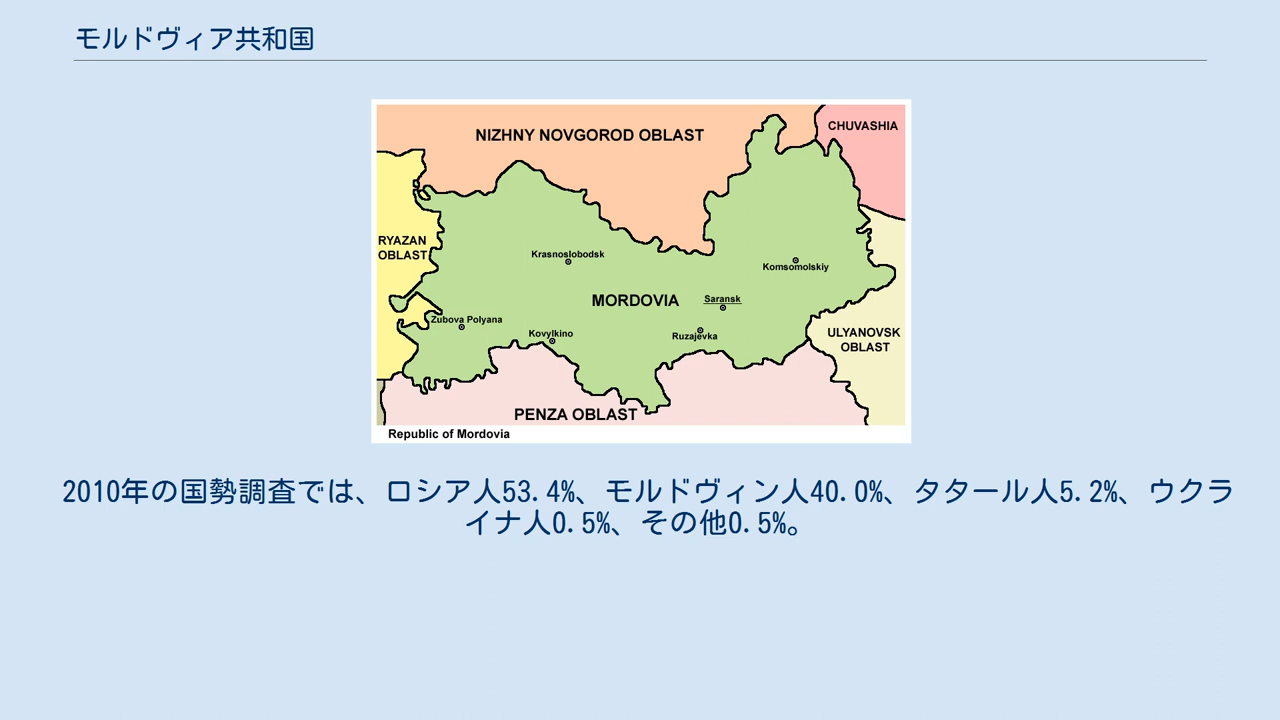 モルドヴィア共和国
NIZHNY NOVGOROD OBLAST
CHUVASHIA
RYAZAN
OBLAST
Krasnoslobodsk
Komsomolskiy
MORDOVIA
Saransk
Zubova Polyana
Kovylkino
Ruzajevka
ULYANOVSK
OBLAST
PENZA OBLAST
Republic of Mordovia
2010年の国勢調査では、ロシア人53.4%、モルドヴィン人40.0%、タタール人5.2%、ウクラ
イナ人0.5%、その他0.5%。